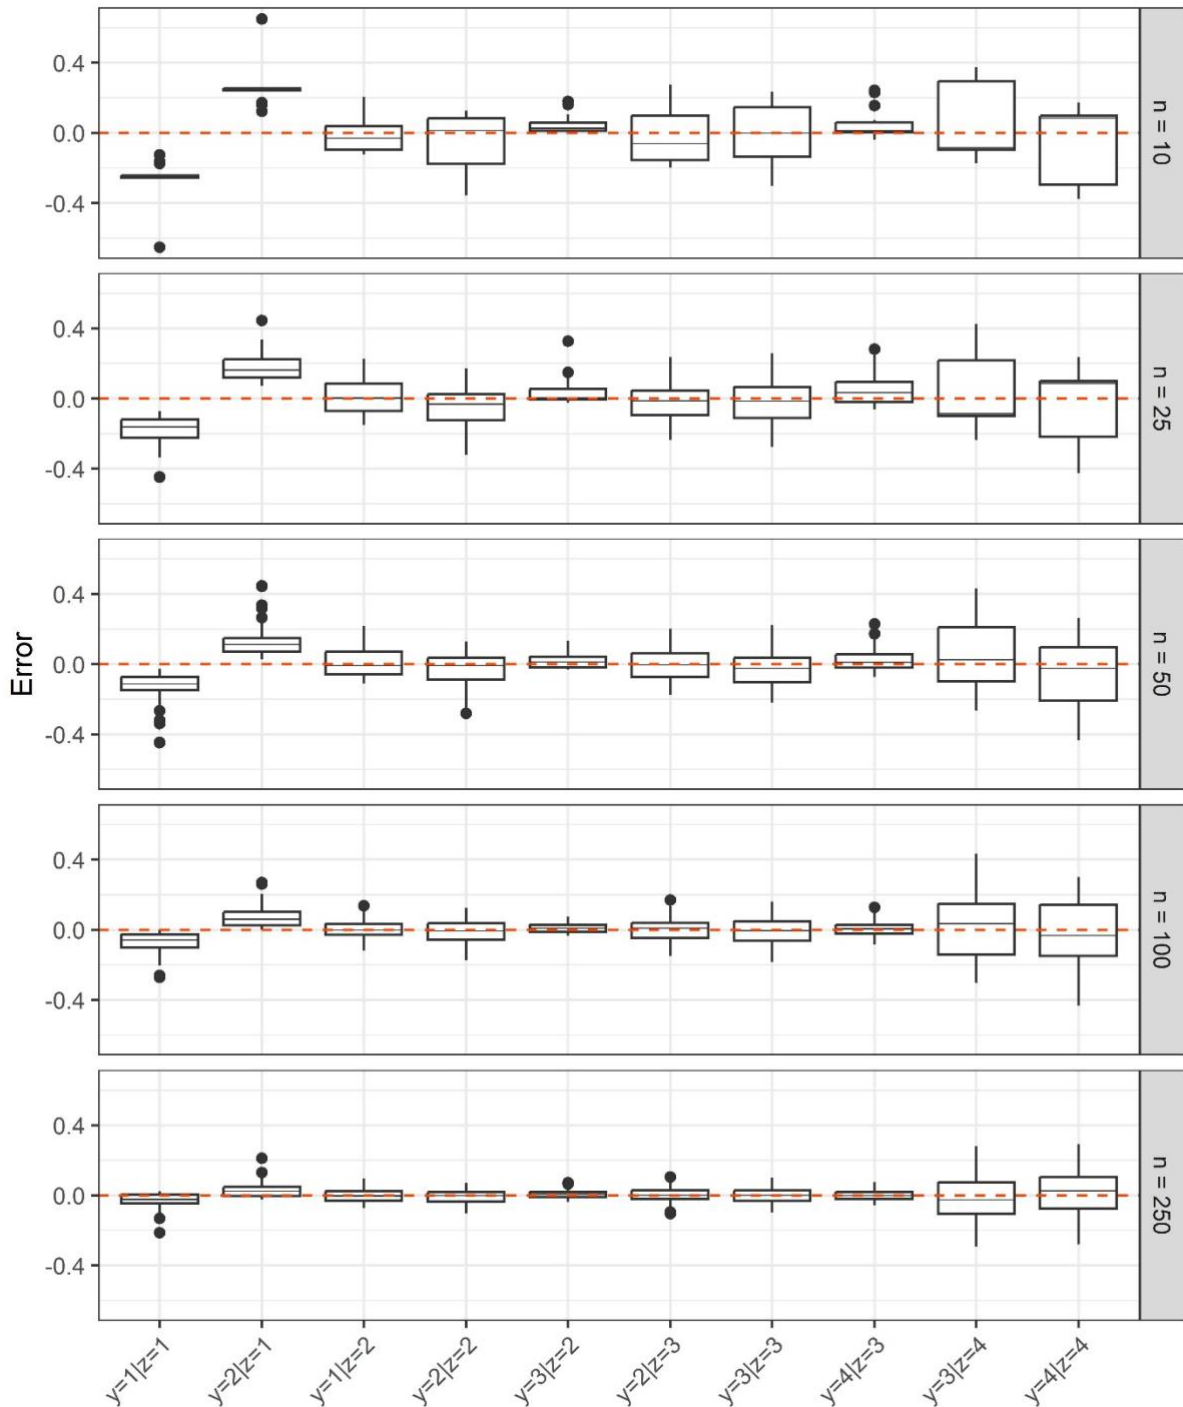 0.4
0.0
-0.4
n = 10
0.4
0.0
-0.4
n = 25
0.4
0.0
-0.4
n = 50
Error
0.4
0.0
-0.4
n = 100
0.4
0.0
-0.4
n = 250
y=1|z=1
y=2|z=1
y=1|z=2
y=2|z=2
y=3|z=2
y=2|z=3
y=3|z=3
y=4|z=3
y=3|z=4
y=4|z=4